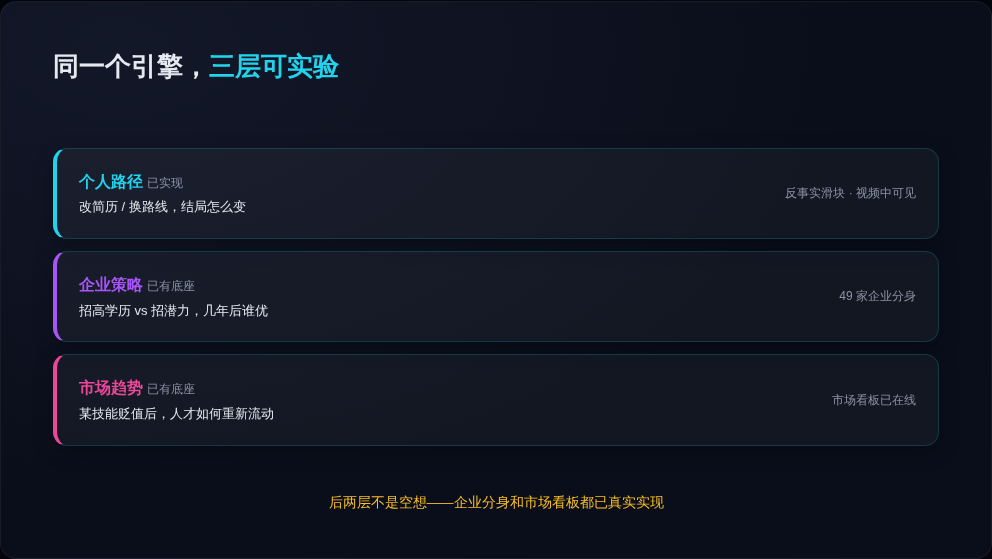 同一个引擎，三层可实验
个人路径 已实现
改简历 / 换路线，结局怎么变
反事实滑块 · 视频中可见
企业策略 已有底座
招高学历 vs 招潜力，几年后谁优
49 家企业分身
市场趋势 已有底座
某技能贬值后，人才如何重新流动
市场看板已在线
后两层不是空想——企业分身和市场看板都已真实实现